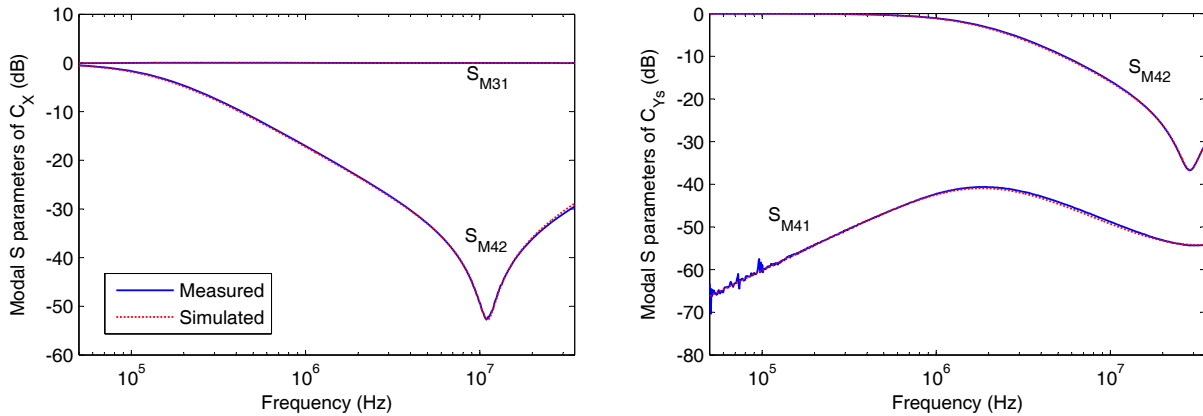 Modal S parameters of C_X (dB)
10
0
-10
-20
-30
-40
-50
-60
S_M31
S_M42
Measured
Simulated
10^5
10^6
10^7
Frequency (Hz)
Modal S parameters of C_Ys (dB)
0
-10
-20
-30
-40
-50
-60
-70
-80
S_M42
S_M41
10^5
10^6
10^7
Frequency (Hz)